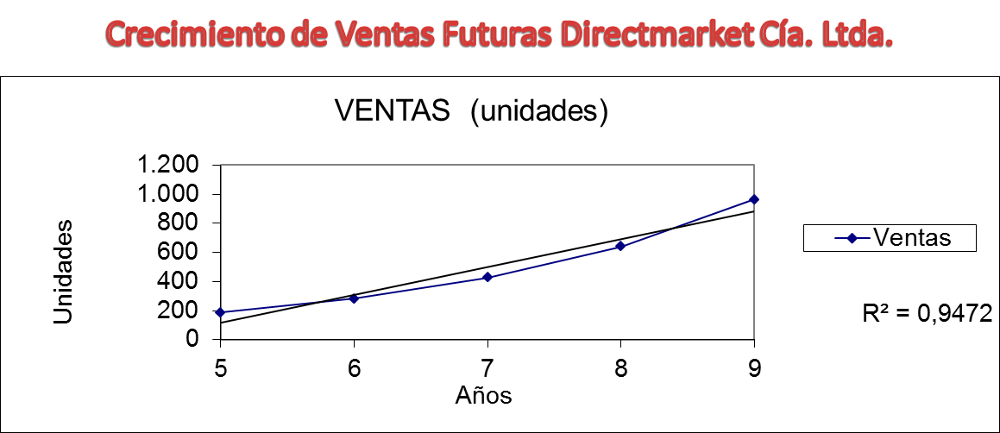 Crecimiento de Ventas Futuras Directmarket Cía. Ltda.
VENTAS (unidades)
Unidades
1.200
1.000
800
600
400
200
0
5 6 7 8 9
Años
Ventas
R² = 0,9472